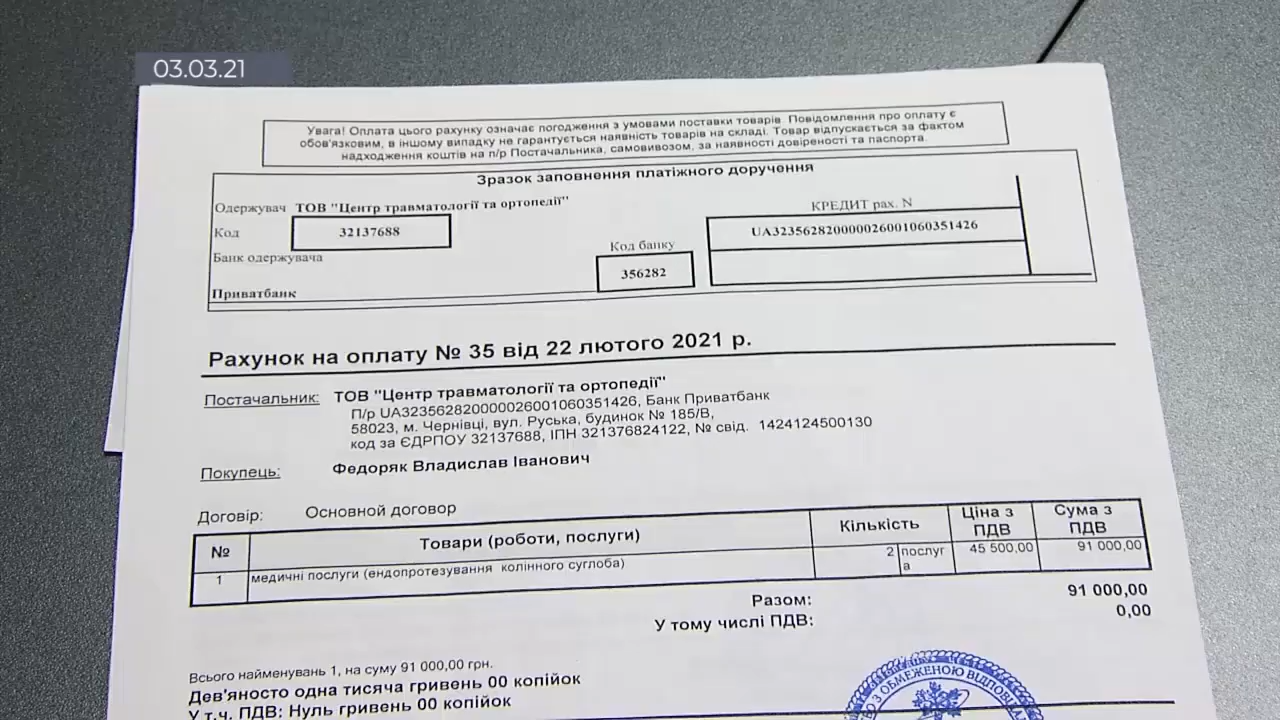 03.03.21
Увага! Оплата цього рахунку означає погодження з умовами поставки товарів. Повідомлення про оплату є
обов'язковим, в іншому випадку не гарантується наявність товарів на складі. Товар відпускається за фактом
надходження коштів на п/р Постачальника, самовивозом, за наявності довіреності та паспорта.
Зразок заповнення платіжного доручення
Одержувач ТОВ "Центр травматології та ортопедії"
КРЕДИТ рах. N
Код 32137688
UA323562820000026001060351426
Код банку
Банк одержувача
356282
Приватбанк
Рахунок на оплату № 35 від 22 лютого 2021 р.
Постачальник: ТОВ "Центр травматології та ортопедії"
П/р UA323562820000026001060351426, Банк Приватбанк
58023, м. Чернівці, вул. Руська, будинок № 185/В,
код за ЄДРПОУ 32137688, ІПН 321376824122, № свід. 1424124500130
Покупець: Федоряк Владислав Іванович
Договір: Основной договор
№ Товари (роботи, послуги) Кількість Ціна з ПДВ Сума з ПДВ
1 медичні послуги (ендопротезування колінного суглоба) 2 послуга 45 500,00 91 000,00
Разом: 91 000,00
У тому числі ПДВ: 0,00
Всього найменувань 1, на суму 91 000,00 грн.
Дев'яносто одна тисяча гривень 00 копійок
У т.ч. ПДВ: Нуль гривень 00 копійок
З ОБМЕЖЕНОЮ